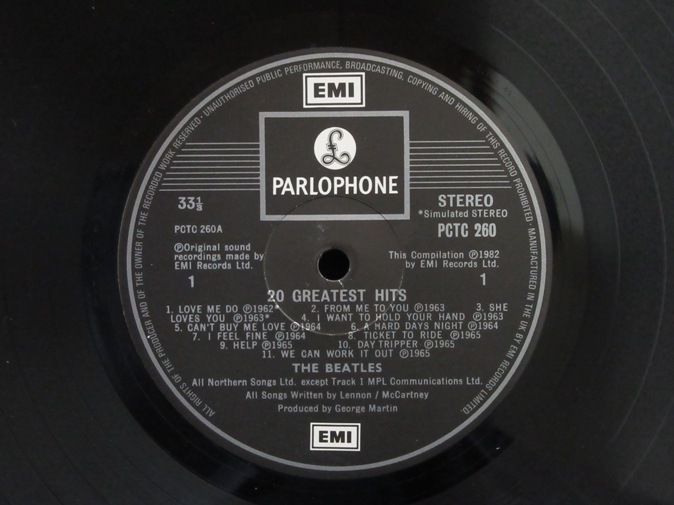 UNAUTHORISED PUBLIC PERFORMANCE, BROADCASTING, COPYING AND HIRING OF THIS RECORD PROHIBITED · MANUFACTURED IN THE UK BY EMI RECORDS LIMITED.
ALL RIGHTS OF THE PRODUCER AND OF THE OWNER OF THE RECORDED WORK RESERVED ·
EMI
£
PARLOPHONE
33⅓
STEREO
*Simulated STEREO
PCTC 260A
PCTC 260
℗Original sound
recordings made by
EMI Records Ltd.
This Compilation ℗1982
by EMI Records Ltd.
1
1
20 GREATEST HITS
1. LOVE ME DO ℗1962* 2. FROM ME TO YOU ℗1963 3. SHE
LOVES YOU ℗1963* 4. I WANT TO HOLD YOUR HAND ℗1963
5. CAN'T BUY ME LOVE ℗1964 6. A HARD DAYS NIGHT ℗1964
7. I FEEL FINE ℗1964 8. TICKET TO RIDE ℗1965
9. HELP ℗1965 10. DAY TRIPPER ℗1965
11. WE CAN WORK IT OUT ℗1965
THE BEATLES
All Northern Songs Ltd. except Track 1 MPL Communications Ltd.
All Songs Written by Lennon / McCartney
Produced by George Martin
EMI